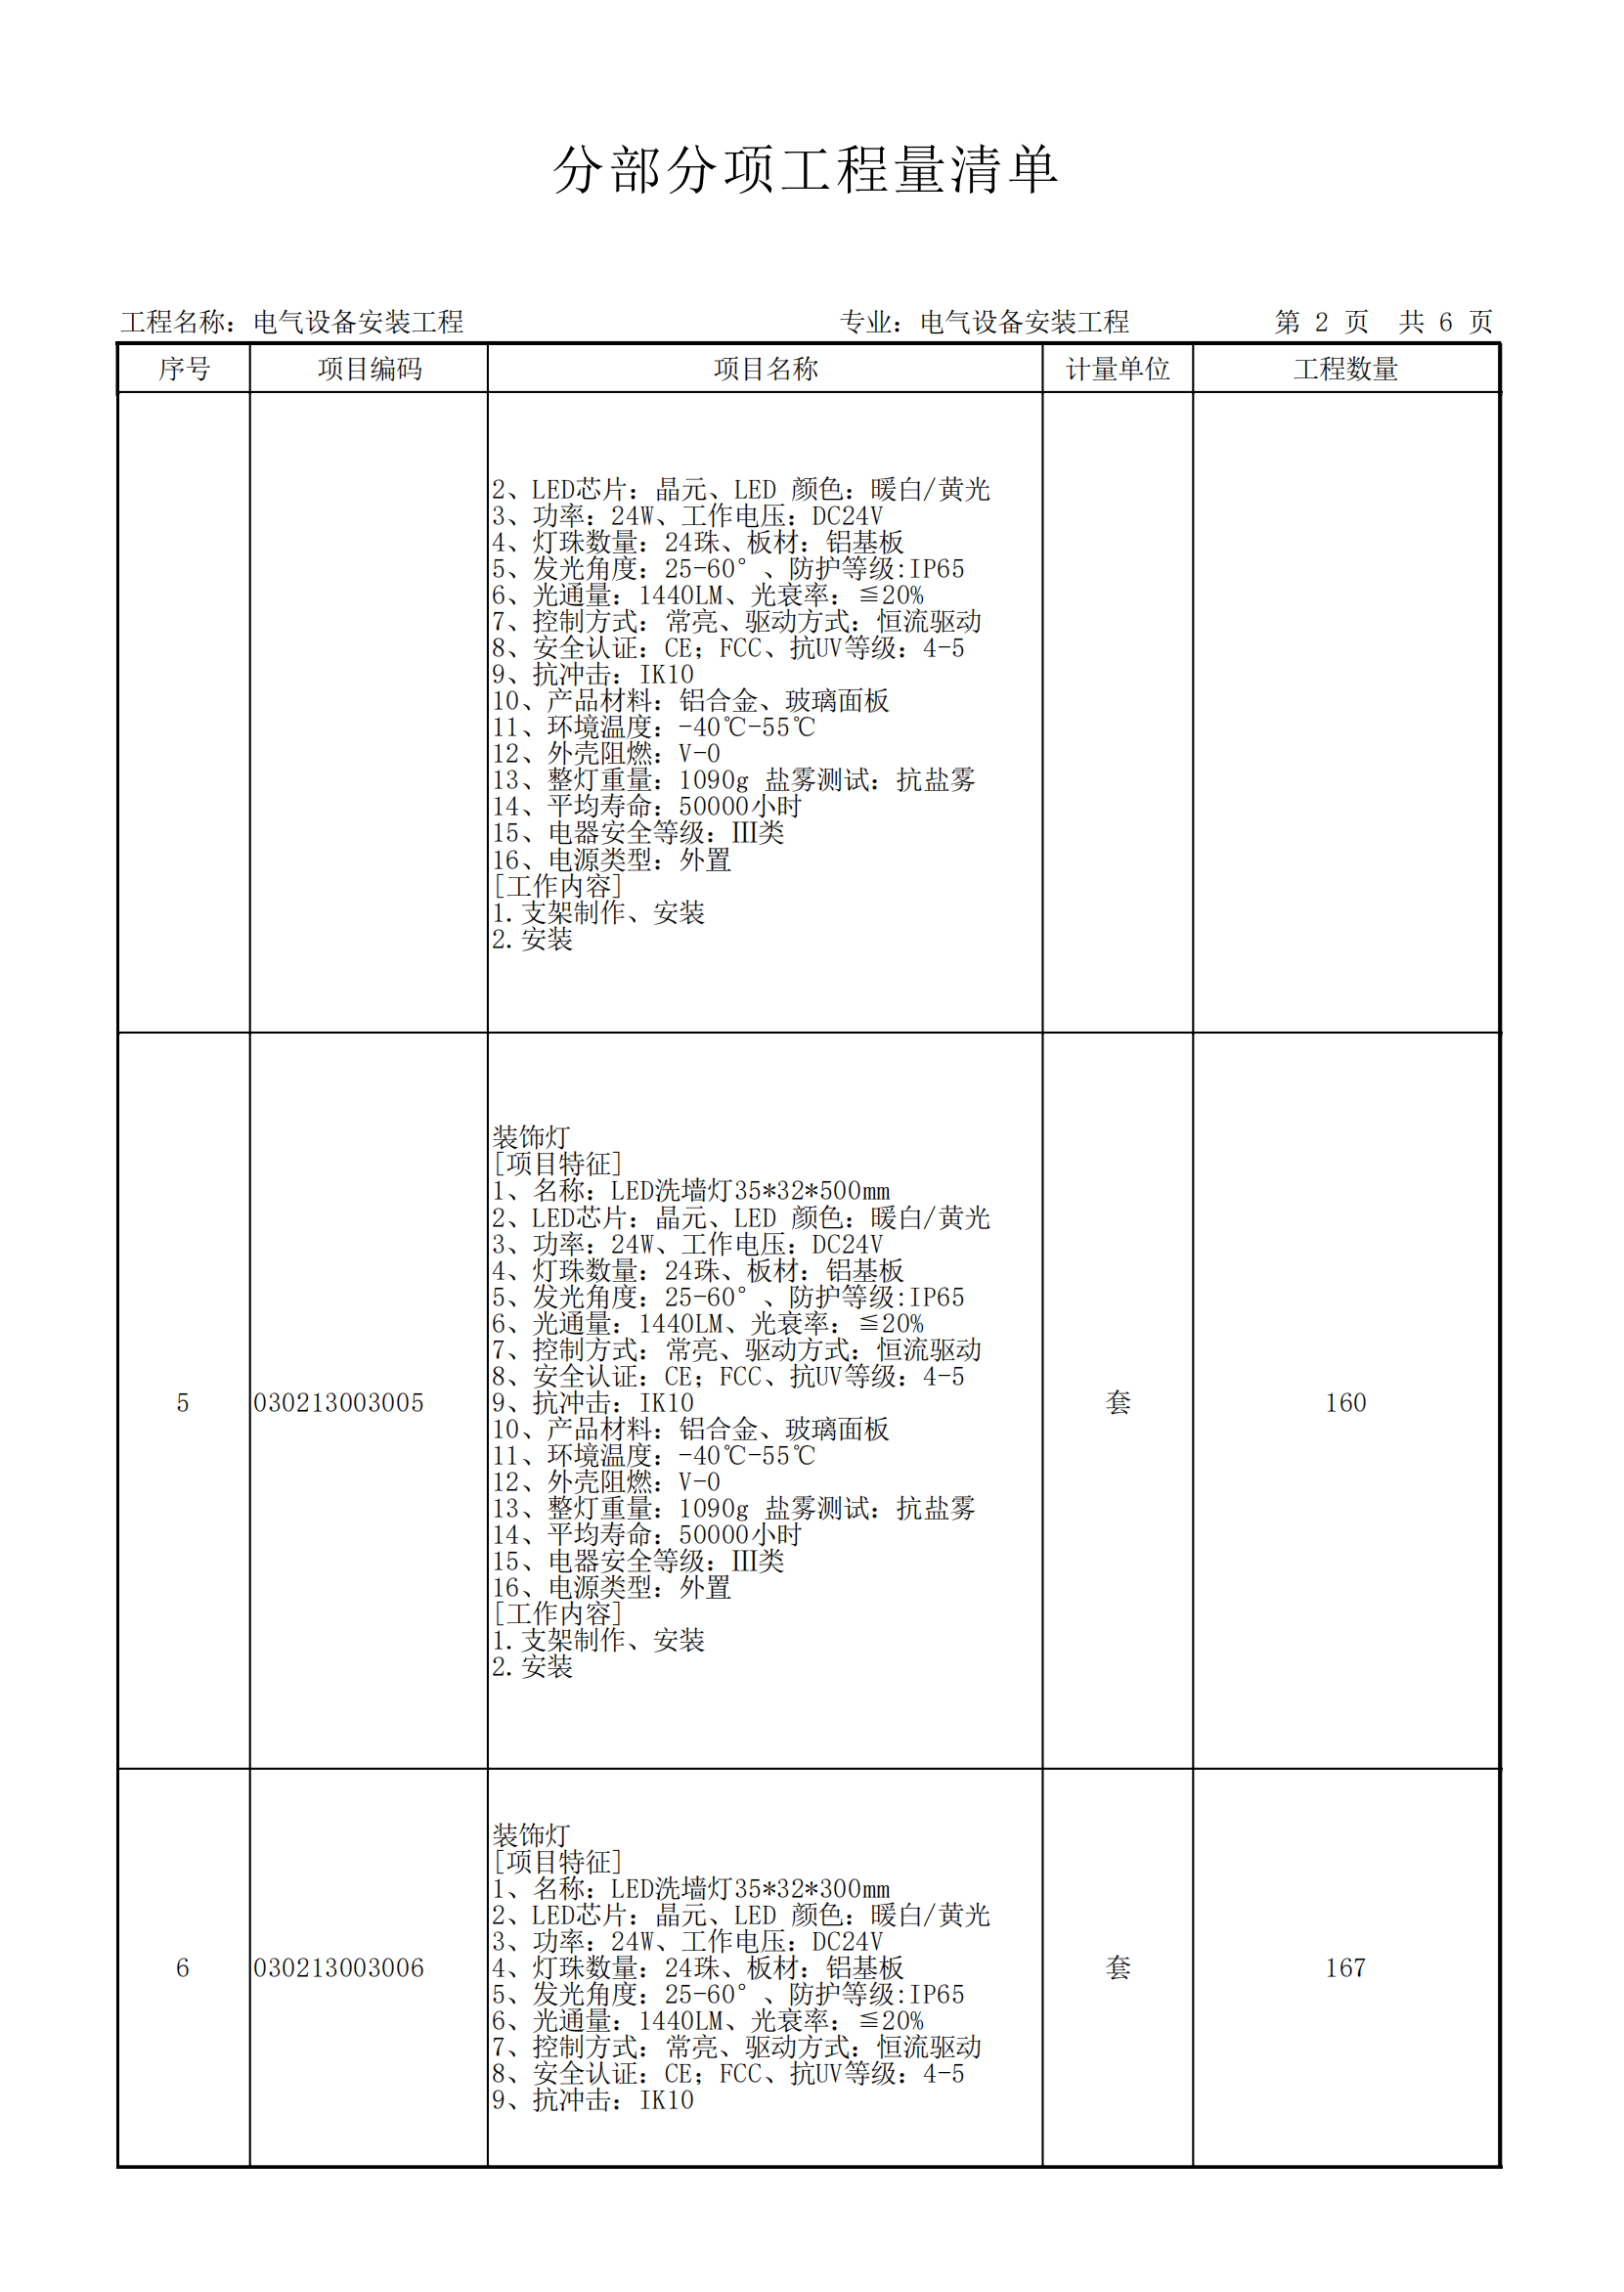 分部分项工程量清单
工程名称：电气设备安装工程 专业：电气设备安装工程 第 2 页 共 6 页
序号 项目编码 项目名称 计量单位 工程数量
2、LED芯片：晶元、LED 颜色：暖白/黄光
3、功率：24W、工作电压：DC24V
4、灯珠数量：24珠、板材：铝基板
5、发光角度：25-60°、防护等级:IP65
6、光通量：1440LM、光衰率：≦20%
7、控制方式：常亮、驱动方式：恒流驱动
8、安全认证：CE；FCC、抗UV等级：4-5
9、抗冲击：IK10
10、产品材料：铝合金、玻璃面板
11、环境温度：-40℃-55℃
12、外壳阻燃：V-0
13、整灯重量：1090g 盐雾测试：抗盐雾
14、平均寿命：50000小时
15、电器安全等级：Ⅲ类
16、电源类型：外置
[工作内容]
1.支架制作、安装
2.安装
装饰灯
[项目特征]
1、名称：LED洗墙灯35*32*500mm
2、LED芯片：晶元、LED 颜色：暖白/黄光
3、功率：24W、工作电压：DC24V
4、灯珠数量：24珠、板材：铝基板
5、发光角度：25-60°、防护等级:IP65
6、光通量：1440LM、光衰率：≦20%
7、控制方式：常亮、驱动方式：恒流驱动
8、安全认证：CE；FCC、抗UV等级：4-5
5 030213003005 9、抗冲击：IK10 套 160
10、产品材料：铝合金、玻璃面板
11、环境温度：-40℃-55℃
12、外壳阻燃：V-0
13、整灯重量：1090g 盐雾测试：抗盐雾
14、平均寿命：50000小时
15、电器安全等级：Ⅲ类
16、电源类型：外置
[工作内容]
1.支架制作、安装
2.安装
装饰灯
[项目特征]
1、名称：LED洗墙灯35*32*300mm
2、LED芯片：晶元、LED 颜色：暖白/黄光
3、功率：24W、工作电压：DC24V
6 030213003006 4、灯珠数量：24珠、板材：铝基板 套 167
5、发光角度：25-60°、防护等级:IP65
6、光通量：1440LM、光衰率：≦20%
7、控制方式：常亮、驱动方式：恒流驱动
8、安全认证：CE；FCC、抗UV等级：4-5
9、抗冲击：IK10